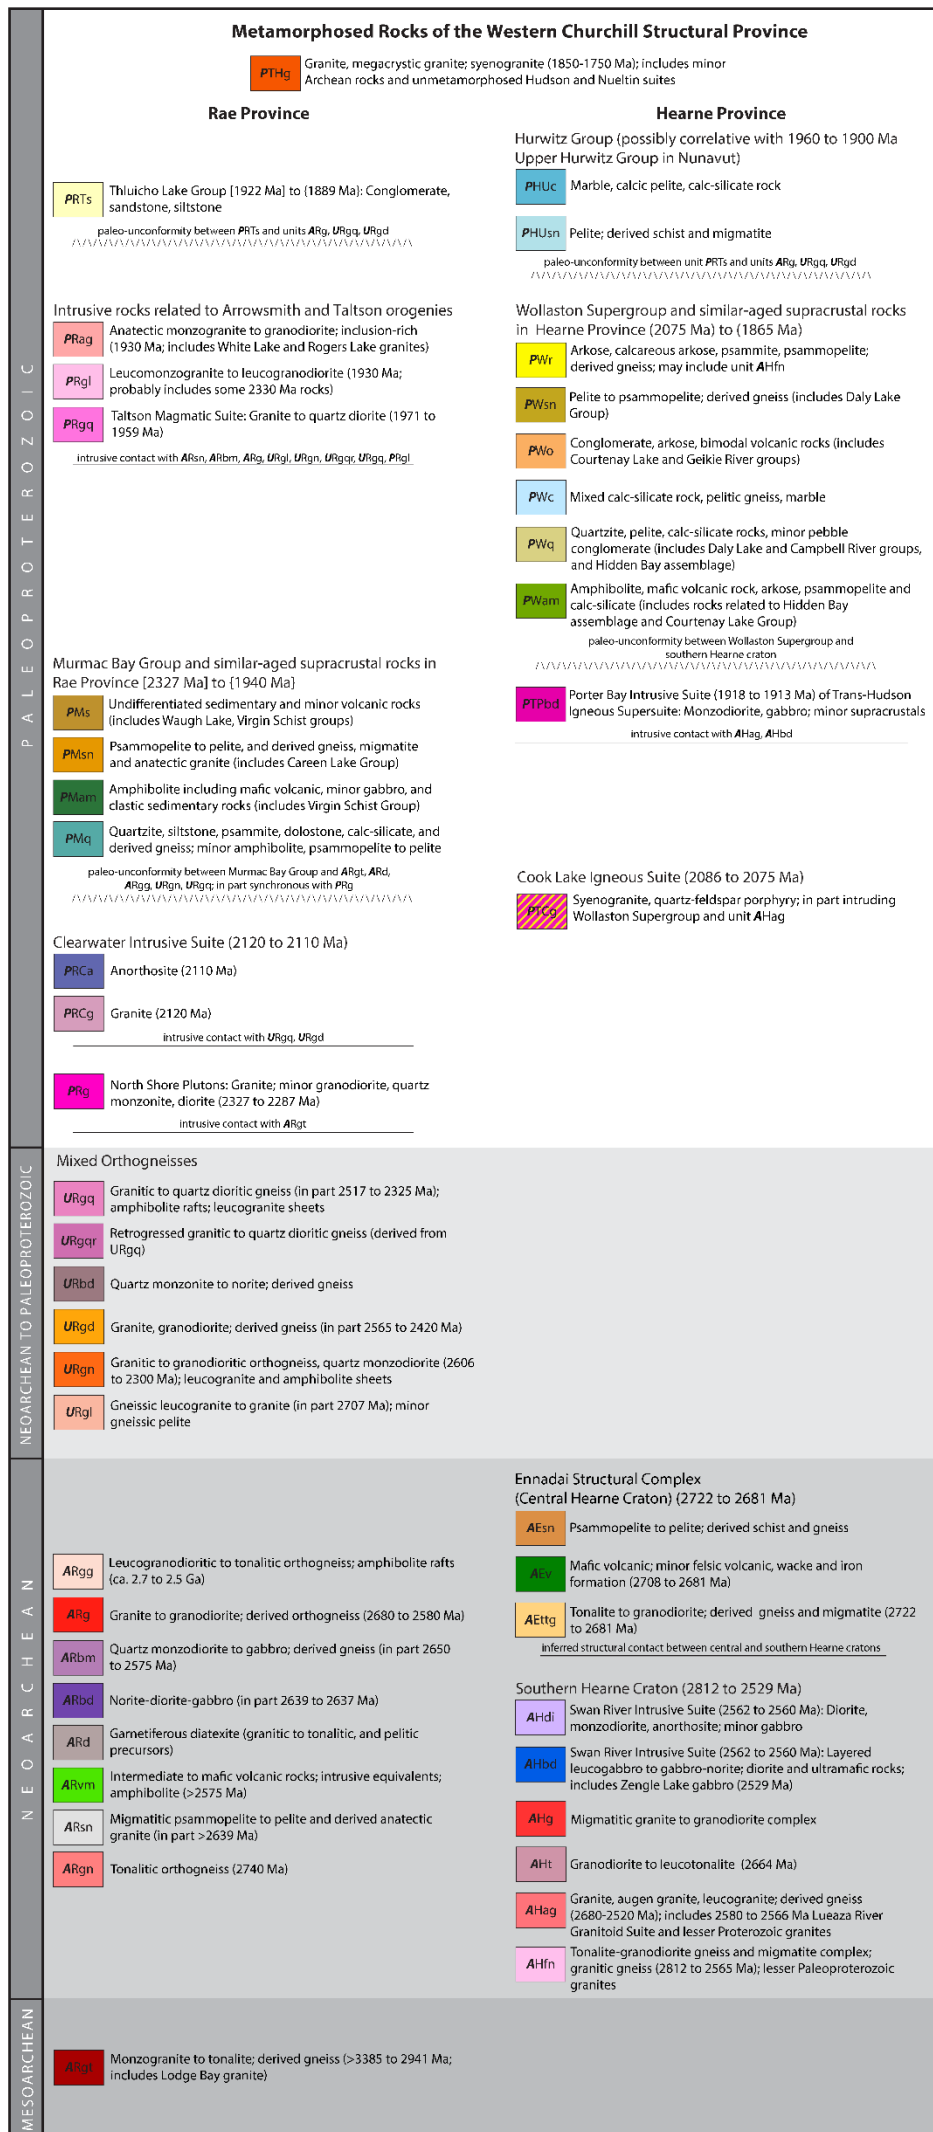 Metamorphosed Rocks of the Western Churchill Structural Province
PTHg
Granite, megacrystic granite; syenogranite (1850-1750 Ma); includes minor
Archean rocks and unmetamorphosed Hudson and Nueltin suites
Rae Province
PRTs
Thluicho Lake Group [1922 Ma] to {1889 Ma}: Conglomerate,
sandstone, siltstone
paleo-unconformity between PRTs and units ARg, URgq, URgd
Intrusive rocks related to Arrowsmith and Taltson orogenies
PRag
Anatectic monzogranite to granodiorite; inclusion-rich
(1930 Ma; includes White Lake and Rogers Lake granites)
PRgl
Leucomonzogranite to leucogranodiorite (1930 Ma;
probably includes some 2330 Ma rocks)
PRgq
Taltson Magmatic Suite: Granite to quartz diorite (1971 to
1959 Ma)
intrusive contact with ARsn, ARbm, ARg, URgl, URgn, URgqr, URgq, PRgl
Murmac Bay Group and similar-aged supracrustal rocks in
Rae Province [2327 Ma] to {1940 Ma}
PMs
Undifferentiated sedimentary and minor volcanic rocks
(includes Waugh Lake, Virgin Schist groups)
PMsn
Psammopelite to pelite, and derived gneiss, migmatite
and anatectic granite (includes Careen Lake Group)
PMam
Amphibolite including mafic volcanic, minor gabbro, and
clastic sedimentary rocks (includes Virgin Schist Group)
PMq
Quartzite, siltstone, psammite, dolostone, calc-silicate, and
derived gneiss; minor amphibolite, psammopelite to pelite
paleo-unconformity between Murmac Bay Group and ARgt, ARd,
ARgg, URgn, URgq; in part synchronous with PRg
Clearwater Intrusive Suite (2120 to 2110 Ma)
PRCa
Anorthosite (2110 Ma)
PRCg
Granite (2120 Ma)
intrusive contact with URgq, URgd
PRg
North Shore Plutons: Granite; minor granodiorite, quartz
monzonite, diorite (2327 to 2287 Ma)
intrusive contact with ARgt
Hearne Province
Hurwitz Group (possibly correlative with 1960 to 1900 Ma
Upper Hurwitz Group in Nunavut)
PHUc
Marble, calcic pelite, calc-silicate rock
PHUsn
Pelite; derived schist and migmatite
paleo-unconformity between unit PRTs and units ARg, URgq, URgd
Wollaston Supergroup and similar-aged supracrustal rocks
in Hearne Province (2075 Ma) to {1865 Ma}
PWr
Arkose, calcareous arkose, psammite, psammopelite;
derived gneiss; may include unit AHfn
PWsn
Pelite to psammopelite; derived gneiss (includes Daly Lake
Group)
PWo
Conglomerate, arkose, bimodal volcanic rocks (includes
Courtenay Lake and Geikie River groups)
PWc
Mixed calc-silicate rock, pelitic gneiss, marble
PWq
Quartzite, pelite, calc-silicate rocks, minor pebble
conglomerate (includes Daly Lake and Campbell River groups,
and Hidden Bay assemblage)
PWam
Amphibolite, mafic volcanic rock, arkose, psammopelite and
calc-silicate (includes rocks related to Hidden Bay
assemblage and Courtenay Lake Group)
paleo-unconformity between Wollaston Supergroup and
southern Hearne craton
PTPbd
Porter Bay Intrusive Suite (1918 to 1913 Ma) of Trans-Hudson
Igneous Supersuite: Monzodiorite, gabbro; minor supracrustals
intrusive contact with AHag, AHbd
Cook Lake Igneous Suite (2086 to 2075 Ma)
PTCg
Syenogranite, quartz-feldspar porphyry; in part intruding
Wollaston Supergroup and unit AHag
PALEOPROTEROZOIC
NEOARCHEAN TO PALEOPROTEROZOIC
Mixed Orthogneisses
URgq
Granitic to quartz dioritic gneiss (in part 2517 to 2325 Ma);
amphibolite rafts; leucogranite sheets
URgqr
Retrogressed granitic to quartz dioritic gneiss (derived from
URgq)
URbd
Quartz monzonite to norite; derived gneiss
URgd
Granite, granodiorite; derived gneiss (in part 2565 to 2420 Ma)
URgn
Granitic to granodioritic orthogneiss, quartz monzodiorite (2606
to 2300 Ma); leucogranite and amphibolite sheets
URgl
Gneissic leucogranite to granite (in part 2707 Ma); minor
gneissic pelite
NEOARCHEAN
ARgg
Leucogranodioritic to tonalitic orthogneiss; amphibolite rafts
(ca. 2.7 to 2.5 Ga)
ARg
Granite to granodiorite; derived orthogneiss (2680 to 2580 Ma)
ARbm
Quartz monzodiorite to gabbro; derived gneiss (in part 2650
to 2575 Ma)
ARbd
Norite-diorite-gabbro (in part 2639 to 2637 Ma)
ARd
Garnetiferous diatexite (granitic to tonalitic, and pelitic
precursors)
ARvm
Intermediate to mafic volcanic rocks; intrusive equivalents;
amphibolite (>2575 Ma)
ARsn
Migmatitic psammopelite to pelite and derived anatectic
granite (in part >2639 Ma)
ARgn
Tonalitic orthogneiss (2740 Ma)
Ennadai Structural Complex
(Central Hearne Craton) (2722 to 2681 Ma)
AEsn
Psammopelite to pelite; derived schist and gneiss
AEv
Mafic volcanic; minor felsic volcanic, wacke and iron
formation (2708 to 2681 Ma)
AEttg
Tonalite to granodiorite; derived gneiss and migmatite (2722
to 2681 Ma)
inferred structural contact between central and southern Hearne cratons
Southern Hearne Craton (2812 to 2529 Ma)
AHdi
Swan River Intrusive Suite (2562 to 2560 Ma): Diorite,
monzodiorite, anorthosite; minor gabbro
AHbd
Swan River Intrusive Suite (2562 to 2560 Ma): Layered
leucogabbro to gabbro-norite; diorite and ultramafic rocks;
includes Zengle Lake gabbro (2529 Ma)
AHg
Migmatitic granite to granodiorite complex
AHt
Granodiorite to leucotonalite (2664 Ma)
AHag
Granite, augen granite, leucogranite; derived gneiss
(2680-2520 Ma); includes 2580 to 2566 Ma Lueaza River
Granitoid Suite and lesser Proterozoic granites
AHfn
Tonalite-granodiorite gneiss and migmatite complex;
granitic gneiss (2812 to 2565 Ma); lesser Paleoproterozoic
granites
MESOARCHEAN
ARgt
Monzogranite to tonalite; derived gneiss (>3385 to 2941 Ma;
includes Lodge Bay granite)